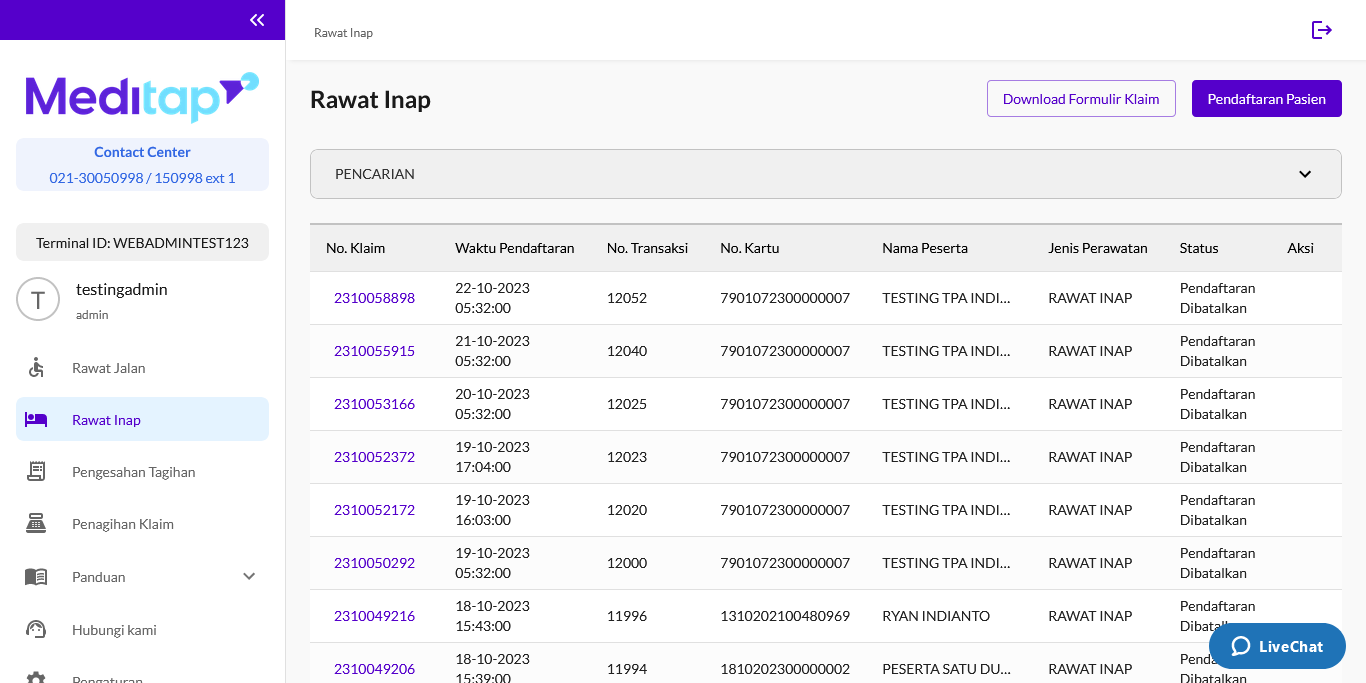 Rawat Inap
Meditap
Contact Center
021-30050998 / 150998 ext 1
Terminal ID: WEBADMINTEST123
T
testingadmin
admin
Rawat Jalan
Rawat Inap
Pengesahan Tagihan
Penagihan Klaim
Panduan
Hubungi kami
Pengaturan
Rawat Inap
Download Formulir Klaim
Pendaftaran Pasien
PENCARIAN
No. Klaim Waktu Pendaftaran No. Transaksi No. Kartu Nama Peserta Jenis Perawatan Status Aksi
2310058898 22-10-2023 05:32:00 12052 7901072300000007 TESTING TPA INDI... RAWAT INAP Pendaftaran Dibatalkan
2310055915 21-10-2023 05:32:00 12040 7901072300000007 TESTING TPA INDI... RAWAT INAP Pendaftaran Dibatalkan
2310053166 20-10-2023 05:32:00 12025 7901072300000007 TESTING TPA INDI... RAWAT INAP Pendaftaran Dibatalkan
2310052372 19-10-2023 17:04:00 12023 7901072300000007 TESTING TPA INDI... RAWAT INAP Pendaftaran Dibatalkan
2310052172 19-10-2023 16:03:00 12020 7901072300000007 TESTING TPA INDI... RAWAT INAP Pendaftaran Dibatalkan
2310050292 19-10-2023 05:32:00 12000 7901072300000007 TESTING TPA INDI... RAWAT INAP Pendaftaran Dibatalkan
2310049216 18-10-2023 15:43:00 11996 1310202100480969 RYAN INDIANTO RAWAT INAP Pendaftaran
2310049206 18-10-2023 15:39:00 11994 1810202300000002 PESERTA SATU DU... RAWAT INAP Dibatalkan
LiveChat